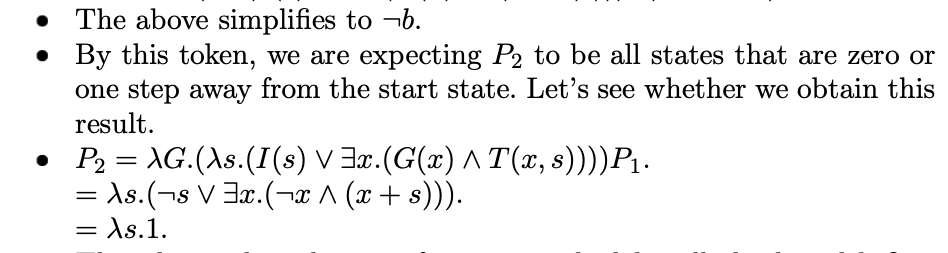 • The above simplifies to ¬b.
• By this token, we are expecting P₂ to be all states that are zero or
one step away from the start state. Let's see whether we obtain this
result.
• P₂ = λG.(λs.(I(s) ∨ ∃x.(G(x) ∧ T(x, s))))P₁.
= λs.(¬s ∨ ∃x.(¬x ∧ (x + s))).
= λs.1.